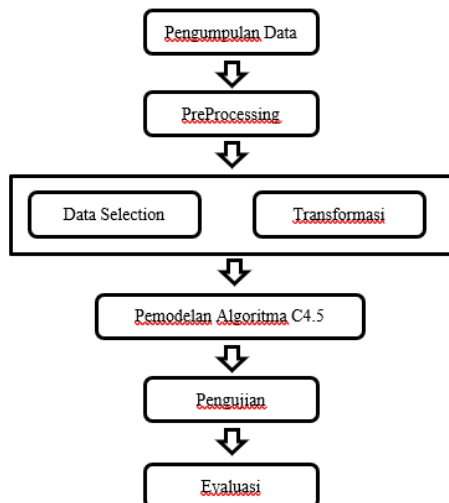 Pengumpulan Data
PreProcessing
Data Selection
Transformasi
Pemodelan Algoritma C4.5
Pengujian
Evaluasi